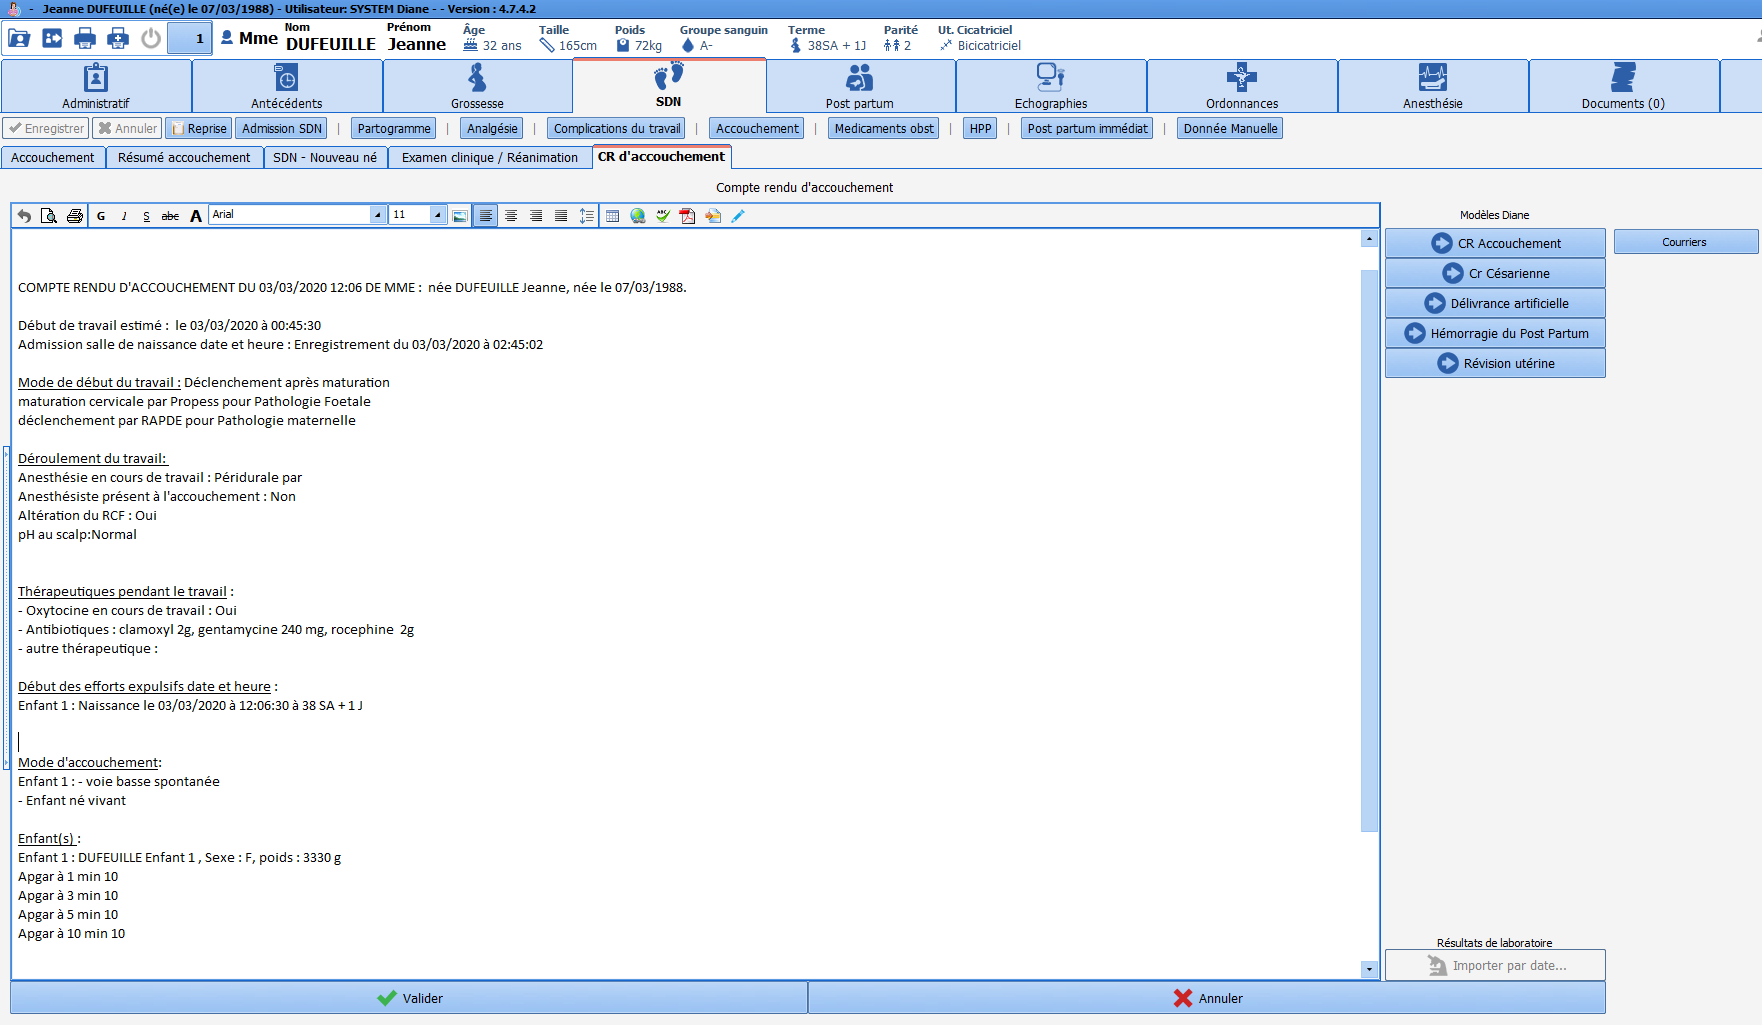 - Jeanne DUFEUILLE (né(e) le 07/03/1988) - Utilisateur: SYSTEM Diane - - Version : 4.7.4.2
1
Mme
Nom
DUFEUILLE
Prénom
Jeanne
Âge
32 ans
Taille
165cm
Poids
72kg
Groupe sanguin
A-
Terme
38SA + 1J
Parité
2
Ut. Cicatriciel
Bicicatriciel
Administratif
Antécédents
Grossesse
SDN
Post partum
Echographies
Ordonnances
Anesthésie
Documents (0)
Enregistrer Annuler Reprise Admission SDN | Partogramme | Analgésie | Complications du travail | Accouchement | Medicaments obst | HPP | Post partum immédiat | Donnée Manuelle
Accouchement Résumé accouchement SDN - Nouveau né Examen clinique / Réanimation CR d'accouchement
Compte rendu d'accouchement
G I S abc A Arial 11 ABC
COMPTE RENDU D'ACCOUCHEMENT DU 03/03/2020 12:06 DE MME : née DUFEUILLE Jeanne, née le 07/03/1988.
Début de travail estimé : le 03/03/2020 à 00:45:30
Admission salle de naissance date et heure : Enregistrement du 03/03/2020 à 02:45:02
Mode de début du travail : Déclenchement après maturation
maturation cervicale par Propess pour Pathologie Foetale
déclenchement par RAPDE pour Pathologie maternelle
Déroulement du travail:
Anesthésie en cours de travail : Péridurale par
Anesthésiste présent à l'accouchement : Non
Altération du RCF : Oui
pH au scalp:Normal
Thérapeutiques pendant le travail :
- Oxytocine en cours de travail : Oui
- Antibiotiques : clamoxyl 2g, gentamycine 240 mg, rocephine 2g
- autre thérapeutique :
Début des efforts expulsifs date et heure :
Enfant 1 : Naissance le 03/03/2020 à 12:06:30 à 38 SA + 1 J
Mode d'accouchement:
Enfant 1 : - voie basse spontanée
- Enfant né vivant
Enfant(s) :
Enfant 1 : DUFEUILLE Enfant 1 , Sexe : F, poids : 3330 g
Apgar à 1 min 10
Apgar à 3 min 10
Apgar à 5 min 10
Apgar à 10 min 10
Modèles Diane
CR Accouchement
Cr Césarienne
Délivrance artificielle
Hémorragie du Post Partum
Révision utérine
Courriers
Résultats de laboratoire
Importer par date...
Valider
Annuler